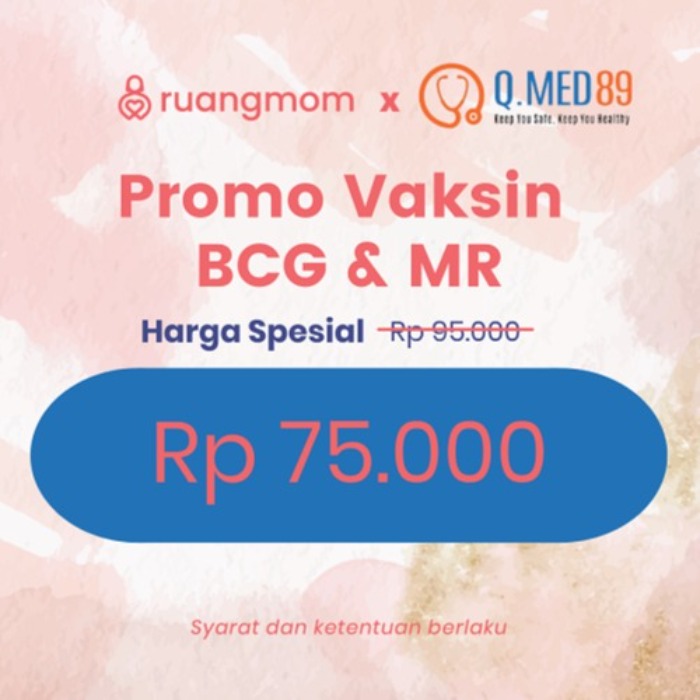 ruangmom x Q.MED89
Keep You Safe, Keep You Healthy
Promo Vaksin
BCG & MR
Harga Spesial Rp 95.000
Rp 75.000
Syarat dan ketentuan berlaku